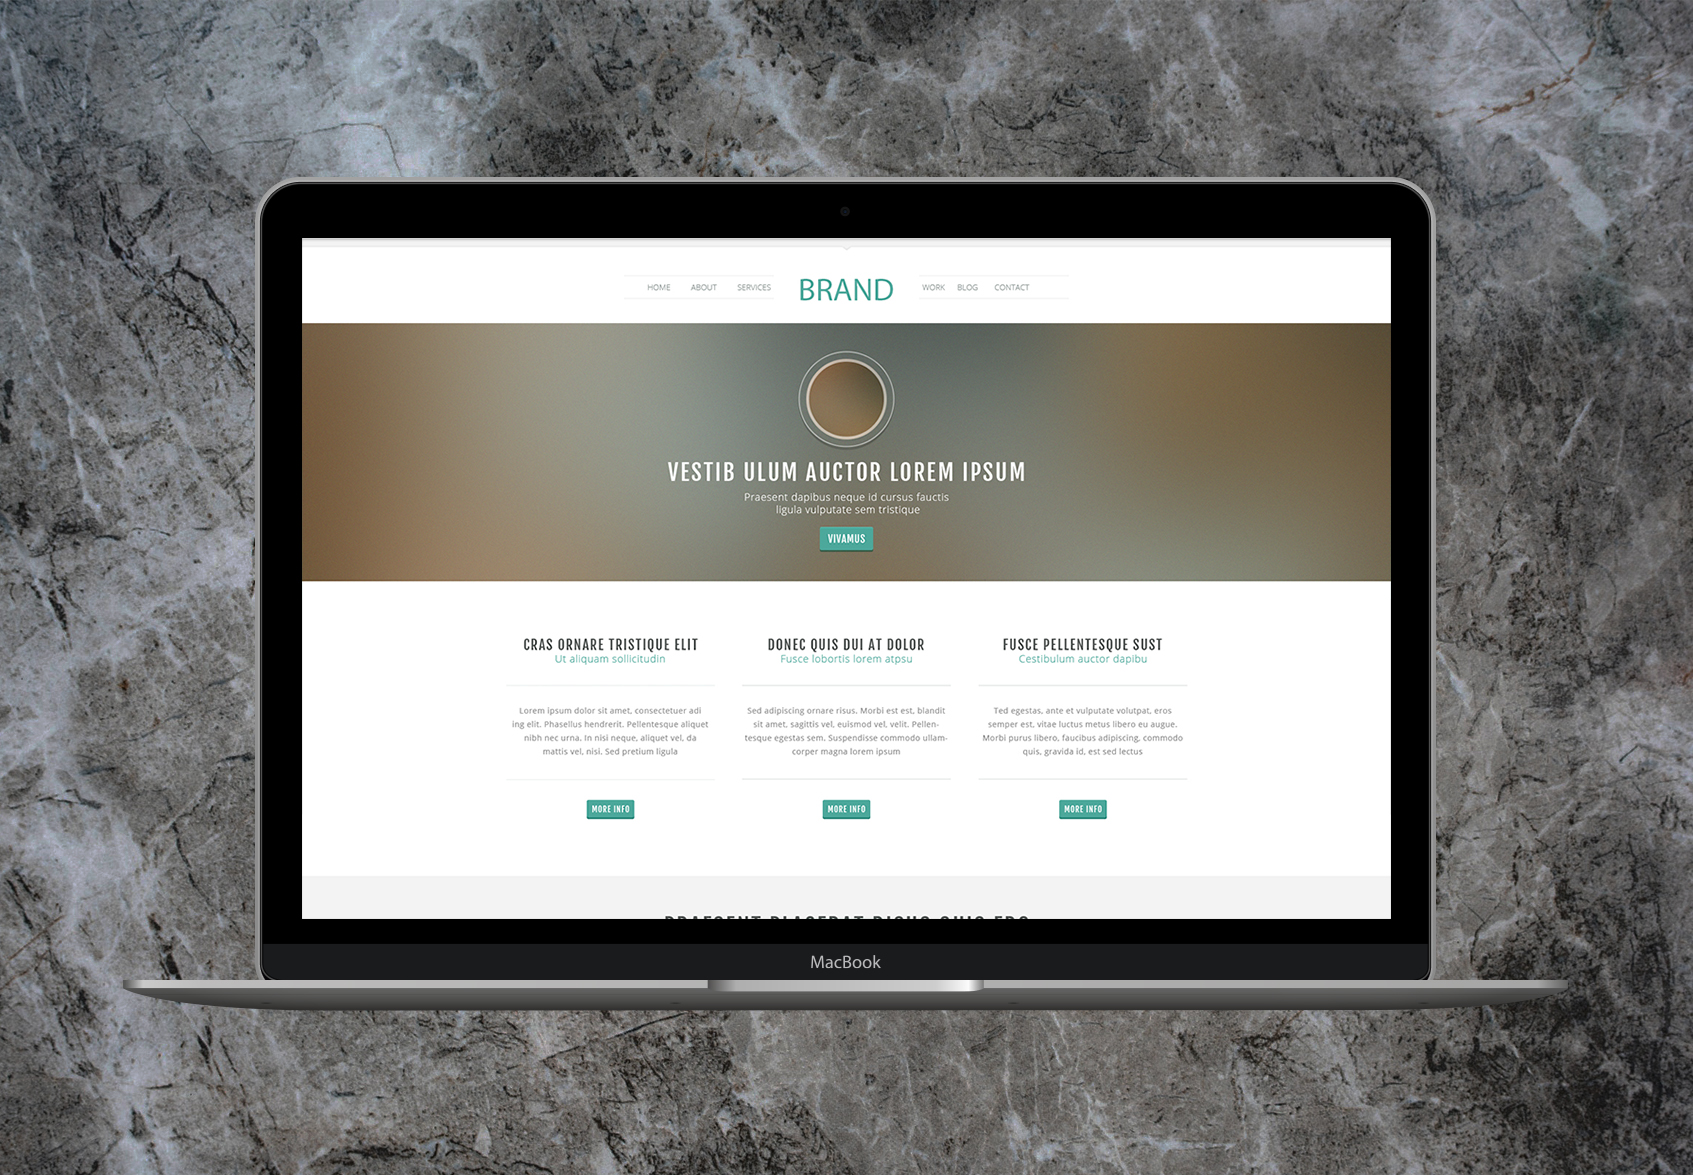 HOME ABOUT SERVICES BRAND WORK BLOG CONTACT
VESTIB ULUM AUCTOR LOREM IPSUM
Praesent dapibus neque id cursus fauctis
ligula vulputate sem tristique
VIVAMUS
CRAS ORNARE TRISTIQUE ELIT
Ut aliquam sollicitudin
Lorem ipsum dolor sit amet, consectetuer adi
ing elit. Phasellus hendrerit. Pellentesque aliquet
nibh nec urna. In nisi neque, aliquet vel, da
mattis vel, nisi. Sed pretium ligula
MORE INFO
DONEC QUIS DUI AT DOLOR
Fusce lobortis lorem atpsu
Sed adipiscing ornare risus. Morbi est est, blandit
sit amet, sagittis vel, euismod vel, velit. Pellen-
tesque egestas sem. Suspendisse commodo ullam-
corper magna lorem ipsum
MORE INFO
FUSCE PELLENTESQUE SUST
Cestibulum auctor dapibu
Ted egestas, ante et vulputate volutpat, eros
semper est, vitae luctus metus libero eu augue.
Morbi purus libero, faucibus adipiscing, commodo
quis, gravida id, est sed lectus
MORE INFO
MacBook